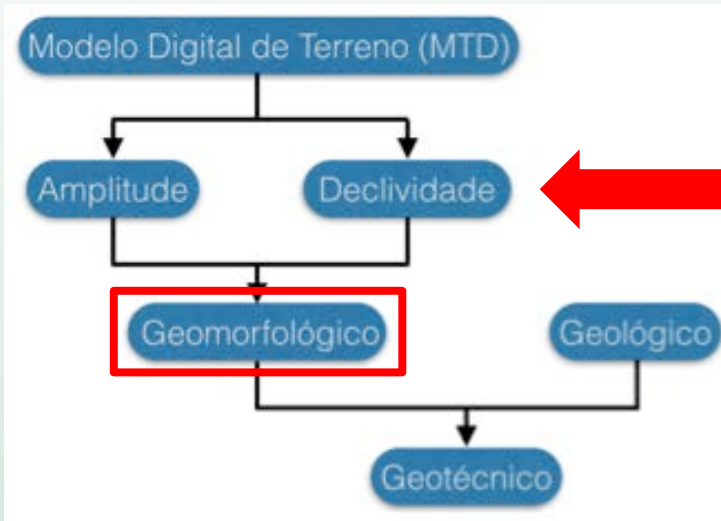 Modelo Digital de Terreno (MTD)
Amplitude
Declividade
Geomorfológico
Geológico
Geotécnico